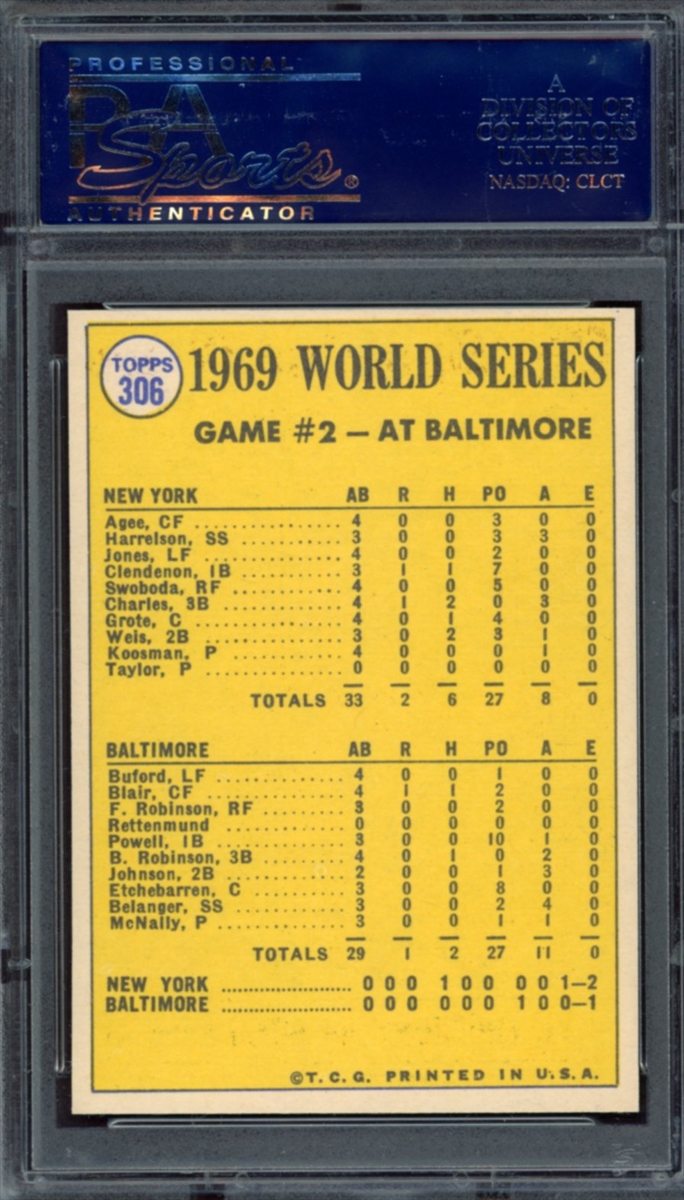 PROFESSIONAL
PSA
Sports®
AUTHENTICATOR
A
DIVISION OF
COLLECTORS
UNIVERSE
NASDAQ: CLCT
TOPPS
306
1969 WORLD SERIES
GAME #2 — AT BALTIMORE
NEW YORK AB R H PO A E
Agee, CF ................ 4 0 0 3 0 0
Harrelson, SS ........... 3 0 0 3 3 0
Jones, LF ............... 4 0 0 2 0 0
Clendenon, 1B ........... 3 1 1 7 0 0
Swoboda, RF ............ 4 0 0 5 0 0
Charles, 3B ............. 4 1 2 0 3 0
Grote, C ................ 4 0 1 4 0 0
Weis, 2B ................ 3 0 2 3 1 0
Koosman, P ............. 4 0 0 0 1 0
Taylor, P ............... 0 0 0 0 0 0
TOTALS 33 2 6 27 8 0
BALTIMORE AB R H PO A E
Buford, LF .............. 4 0 0 1 0 0
Blair, CF ................ 4 1 1 2 0 0
F. Robinson, RF ......... 3 0 0 2 0 0
Rettenmund ............. 0 0 0 0 0 0
Powell, 1B .............. 3 0 0 10 1 0
B. Robinson, 3B ......... 4 0 1 0 2 0
Johnson, 2B ............. 2 0 0 1 3 0
Etchebarren, C .......... 3 0 0 8 0 0
Belanger, SS ............ 3 0 0 2 4 0
McNally, P .............. 3 0 0 1 1 0
TOTALS 29 1 2 27 11 0
NEW YORK .................... 0 0 0 1 0 0 0 0 1—2
BALTIMORE .................... 0 0 0 0 0 0 1 0 0—1
©T.C.G. PRINTED IN U.S.A.